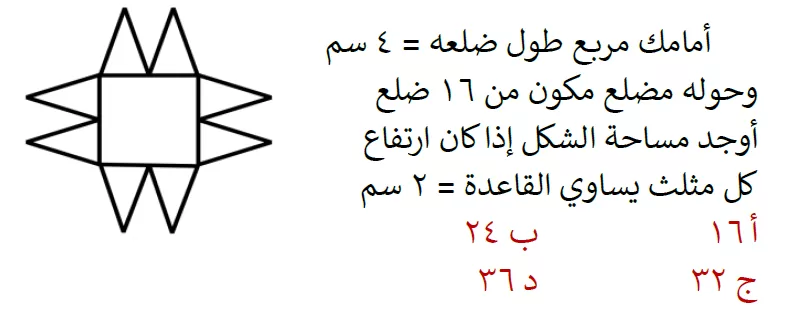 أمامك مربع طول ضلعه = ٤ سم
وحوله مضلع مكون من ١٦ ضلع
أوجد مساحة الشكل إذا كان ارتفاع
كل مثلث يساوي القاعدة = ٢ سم
أ ١٦ ب ٢٤
ج ٣٢ د ٣٦